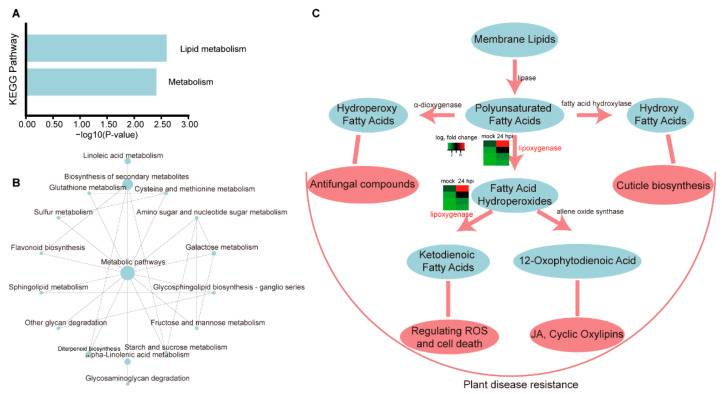 A
KEGG Pathway
Lipid metabolism
Metabolism
0.00 0.50 1.00 1.50 2.00 2.50 3.00
−log10(P-value)
B
Linoleic acid metabolism
Biosynthesis of secondary metabolites
Glutathione metabolism
Cysteine and methionine metabolism
Sulfur metabolism
Amino sugar and nucleotide sugar metabolism
Flavonoid biosynthesis
Galactose metabolism
Metabolic pathways
Sphingolipid metabolism
Glycosphingolipid biosynthesis - ganglio series
Other glycan degradation
Fructose and mannose metabolism
Diterpenoid biosynthesis
Starch and sucrose metabolism
alpha-Linolenic acid metabolism
Glycosaminoglycan degradation
C
Membrane Lipids
lipase
Hydroperoxy
Fatty Acids
α-dioxygenase
Polyunsaturated
Fatty Acids
fatty acid hydroxylase
Hydroxy
Fatty Acids
log₂ fold change
mock 24 hpi
lipoxygenase
Antifungal compounds
Cuticle biosynthesis
mock 24 hpi
lipoxygenase
Fatty Acid
Hydroperoxides
allene oxide synthase
Ketodienoic
Fatty Acids
12-Oxophytodienoic Acid
Regulating ROS
and cell death
JA, Cyclic Oxylipins
Plant disease resistance